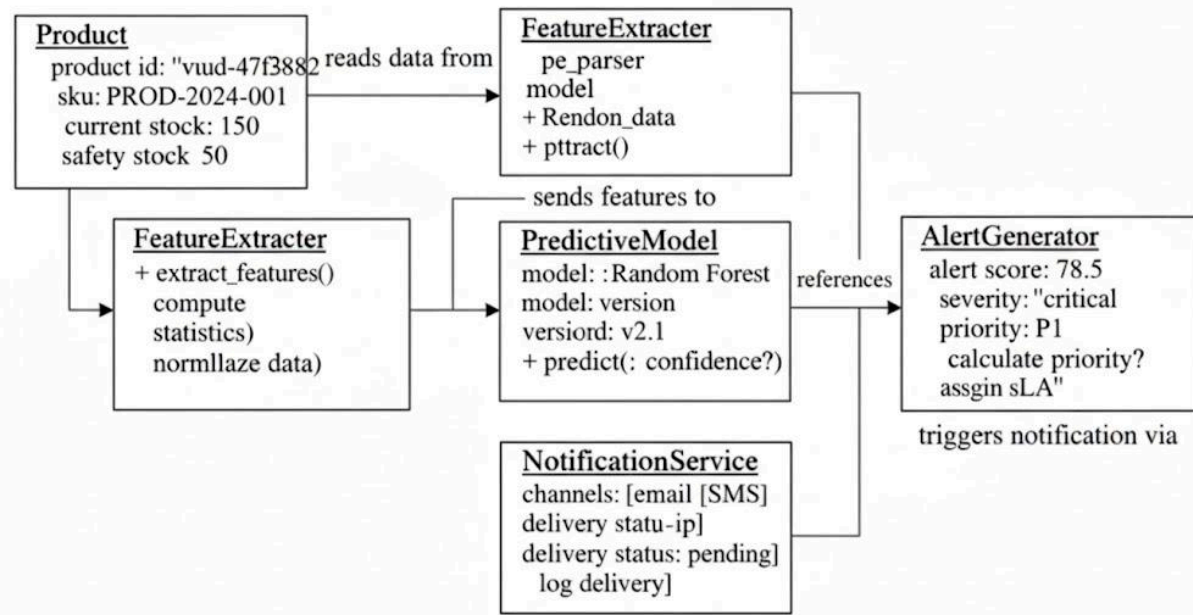 Product
product id: "vuud-47f3882
sku: PROD-2024-001
current stock: 150
safety stock 50
reads data from
FeatureExtracter
pe_parser
model
+ Rendon_data
+ pttract()
sends features to
FeatureExtracter
+ extract_features()
compute
statistics)
normllaze data)
PredictiveModel
model: :Random Forest
model: version
versiord: v2.1
+ predict(: confidence?)
references
AlertGenerator
alert score: 78.5
severity: "critical
priority: P1
calculate priority?
assgin sLA"
triggers notification via
NotificationService
channels: [email [SMS]
delivery statu-ip]
delivery status: pending]
log delivery]